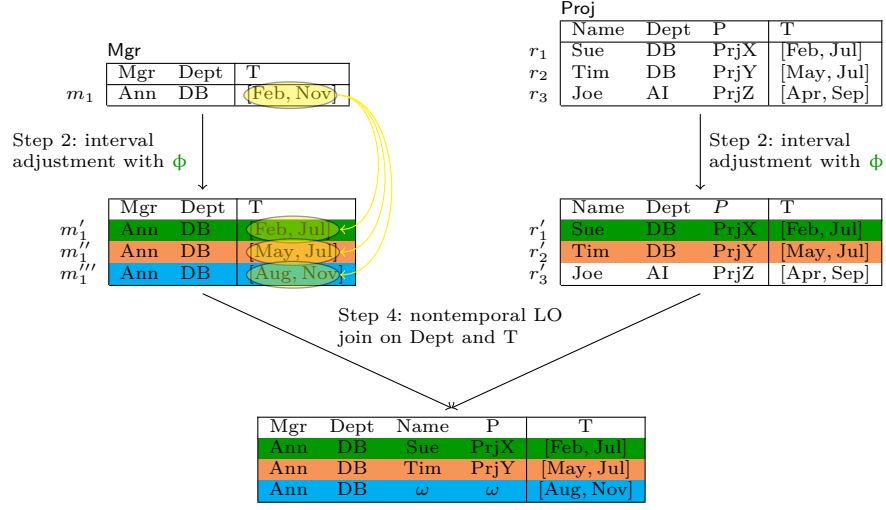 Proj
Name Dept P T
r₁ Sue DB PrjX [Feb, Jul]
r₂ Tim DB PrjY [May, Jul]
r₃ Joe AI PrjZ [Apr, Sep]
Mgr
Mgr Dept T
m₁ Ann DB [Feb, Nov]
Step 2: interval
adjustment with ϕ
Step 2: interval
adjustment with ϕ
Mgr Dept T
m₁′ Ann DB [Feb, Jul]
m₁″ Ann DB [May, Jul]
m₁‴ Ann DB [Aug, Nov]
Name Dept P T
r₁′ Sue DB PrjX [Feb, Jul]
r₂′ Tim DB PrjY [May, Jul]
r₃′ Joe AI PrjZ [Apr, Sep]
Step 4: nontemporal LO
join on Dept and T
Mgr Dept Name P T
Ann DB Sue PrjX [Feb, Jul]
Ann DB Tim PrjY [May, Jul]
Ann DB ω ω [Aug, Nov]